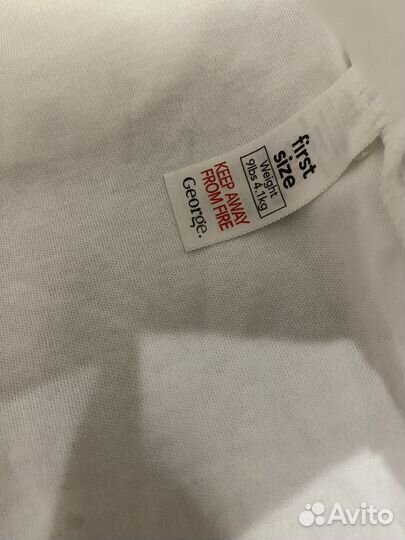 first
size
Weight
9lbs 4.1kg
KEEP AWAY
FROM FIRE
George.
Avito